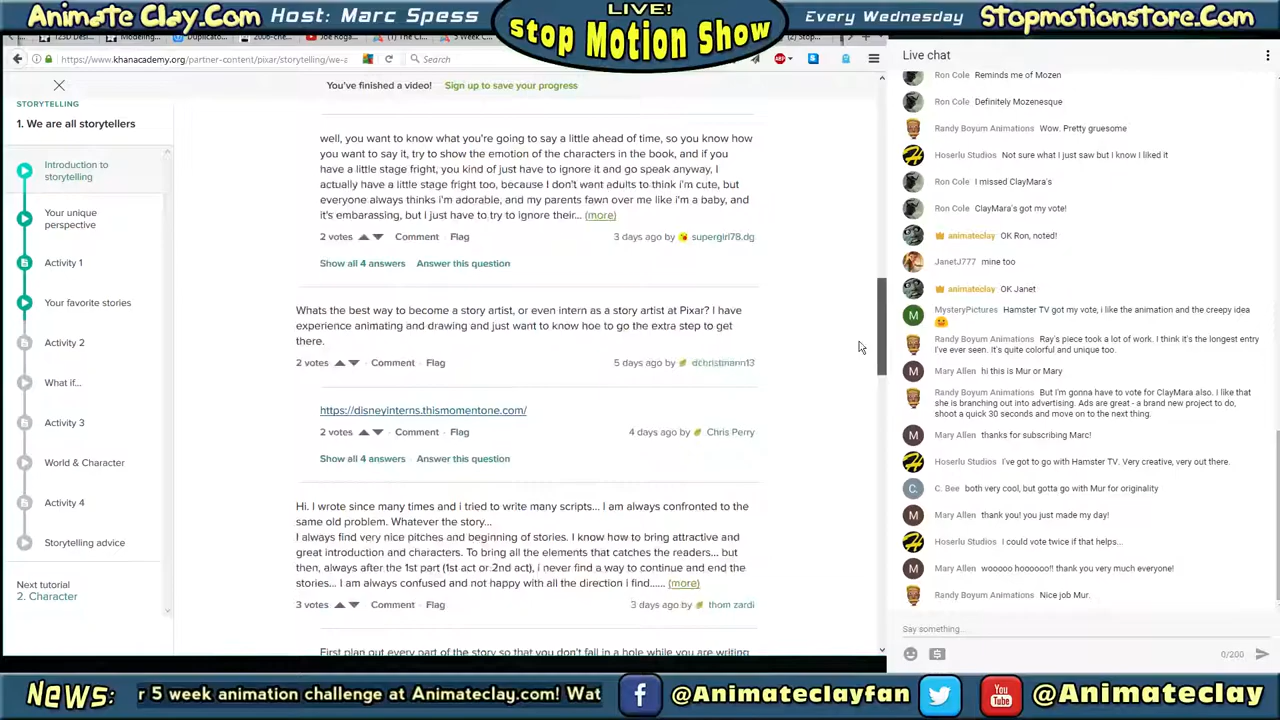 Animate Clay.Com Host: Marc Spess
LIVE!
Stop Motion Show
Every Wednesday Stopmotionstore.Com
https://www.khanacademy.org/partner-content/pixar/storytelling/we-a
Search
You've finished a video! Sign up to save your progress
STORYTELLING
1. We are all storytellers
Introduction to
storytelling
Your unique
perspective
Activity 1
Your favorite stories
Activity 2
What if...
Activity 3
World & Character
Activity 4
Storytelling advice
Next tutorial
2. Character
well, you want to know what you're going to say a little ahead of time, so you know how
you want to say it, try to show the emotion of the characters in the book, and if you
have a little stage fright, you kind of just have to ignore it and go speak anyway, I
actually have a little stage fright too, because I don't want adults to think i'm cute, but
everyone always thinks i'm adorable, and my parents fawn over me like i'm a baby, and
it's embarassing, but i just have to try to ignore their... (more)
2 votes Comment Flag 3 days ago by supergirl78.dg
Show all 4 answers Answer this question
Whats the best way to become a story artist, or even intern as a story artist at Pixar? I have
experience animating and drawing and just want to know hoe to go the extra step to get
there.
2 votes Comment Flag 5 days ago by dchristmann13
https://disneyinterns.thismomentone.com/
2 votes Comment Flag 4 days ago by Chris Perry
Show all 4 answers Answer this question
Hi. I wrote since many times and i tried to write many scripts... I am always confronted to the
same old problem. Whatever the story...
I always find very nice pitches and beginning of stories. I know how to bring attractive and
great introduction and characters. To bring all the elements that catches the readers... but
then, always after the 1st part (1st act or 2nd act), i never find a way to continue and end the
stories... I am always confused and not happy with all the direction i find...... (more)
3 votes Comment Flag 3 days ago by thom zardi
First plan out every part of the story so that you don't fall in a hole while you are writing
Live chat
Ron Cole Reminds me of Mozen
Ron Cole Definitely Mozenesque
Randy Boyum Animations Wow. Pretty gruesome
Hoserlu Studios Not sure what I just saw but I know I liked it
Ron Cole I missed ClayMara's
Ron Cole ClayMara's got my vote!
animateclay OK Ron, noted!
JanetJ777 mine too
animateclay OK Janet
MysteryPictures Hamster TV got my vote, i like the animation and the creepy idea
Randy Boyum Animations Ray's piece took a lot of work. I think it's the longest entry
I've ever seen. It's quite colorful and unique too.
Mary Allen hi this is Mur or Mary
Randy Boyum Animations But I'm gonna have to vote for ClayMara also. I like that
she is branching out into advertising. Ads are great - a brand new project to do,
shoot a quick 30 seconds and move on to the next thing.
Mary Allen thanks for subscribing Marc!
Hoserlu Studios I've got to go with Hamster TV. Very creative, very out there.
C. Bee both very cool, but gotta go with Mur for originality
Mary Allen thank you! you just made my day!
Hoserlu Studios I could vote twice if that helps...
Mary Allen wooooo hoooooo!! thank you very much everyone!
Randy Boyum Animations Nice job Mur.
Say something...
0/200
News: r 5 week animation challenge at Animateclay.com! Wat
@Animateclayfan
You Tube
@Animateclay